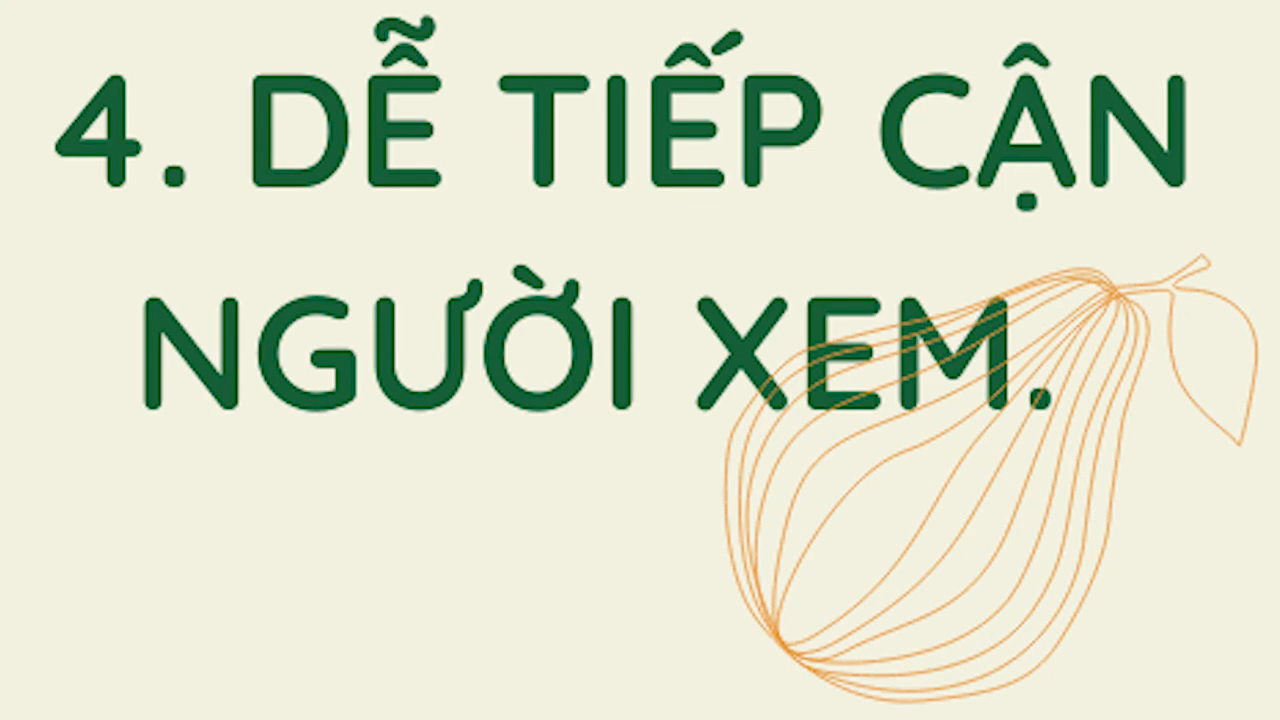 4. DỄ TIẾP CẬN
NGƯỜI XEM.